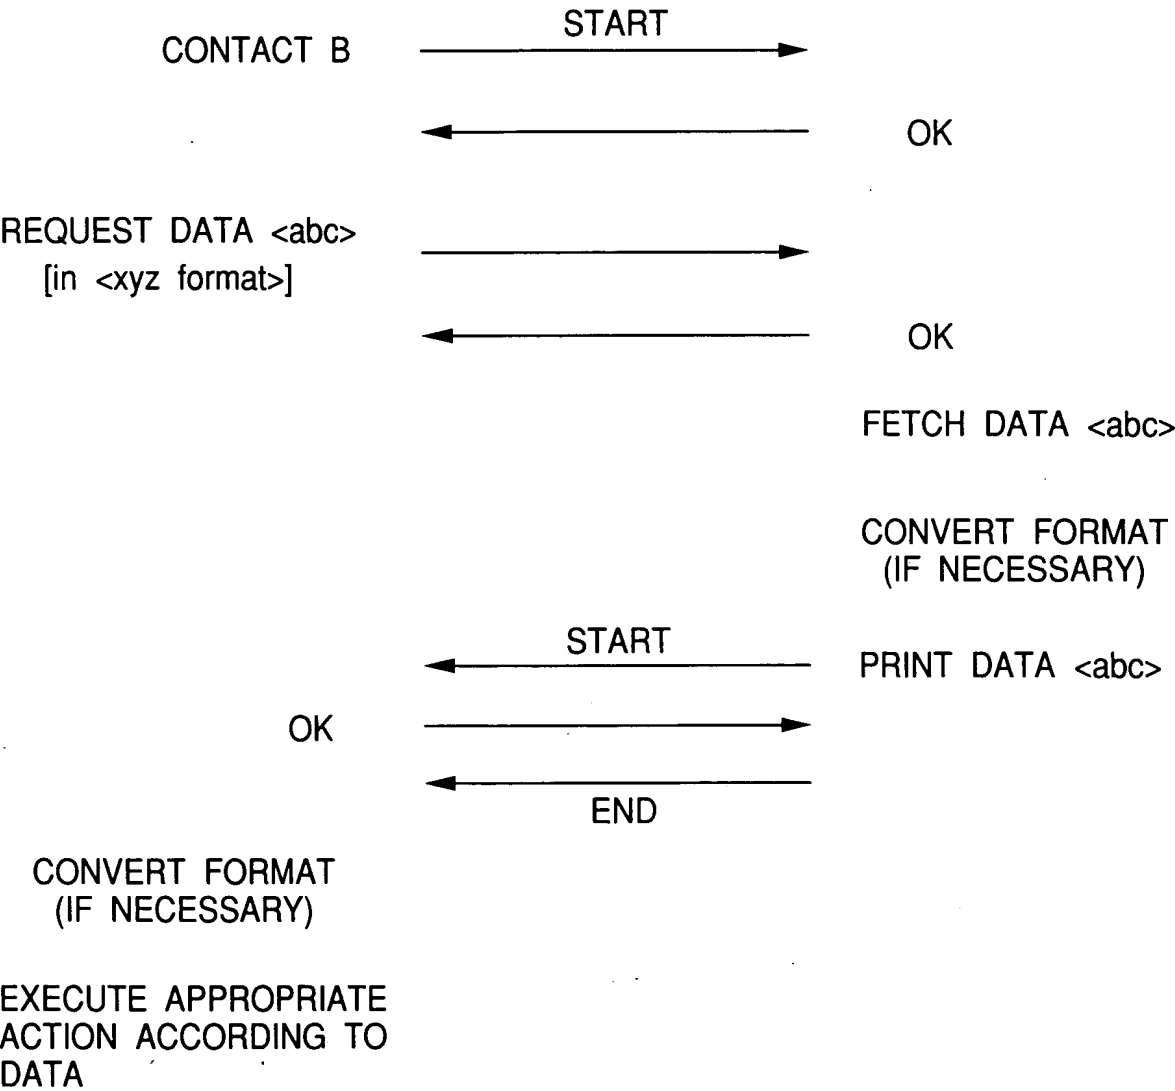 START
CONTACT B
OK
REQUEST DATA <abc>
[in <xyz format>]
OK
FETCH DATA <abc>
CONVERT FORMAT
(IF NECESSARY)
START
PRINT DATA <abc>
OK
END
CONVERT FORMAT
(IF NECESSARY)
EXECUTE APPROPRIATE
ACTION ACCORDING TO
DATA